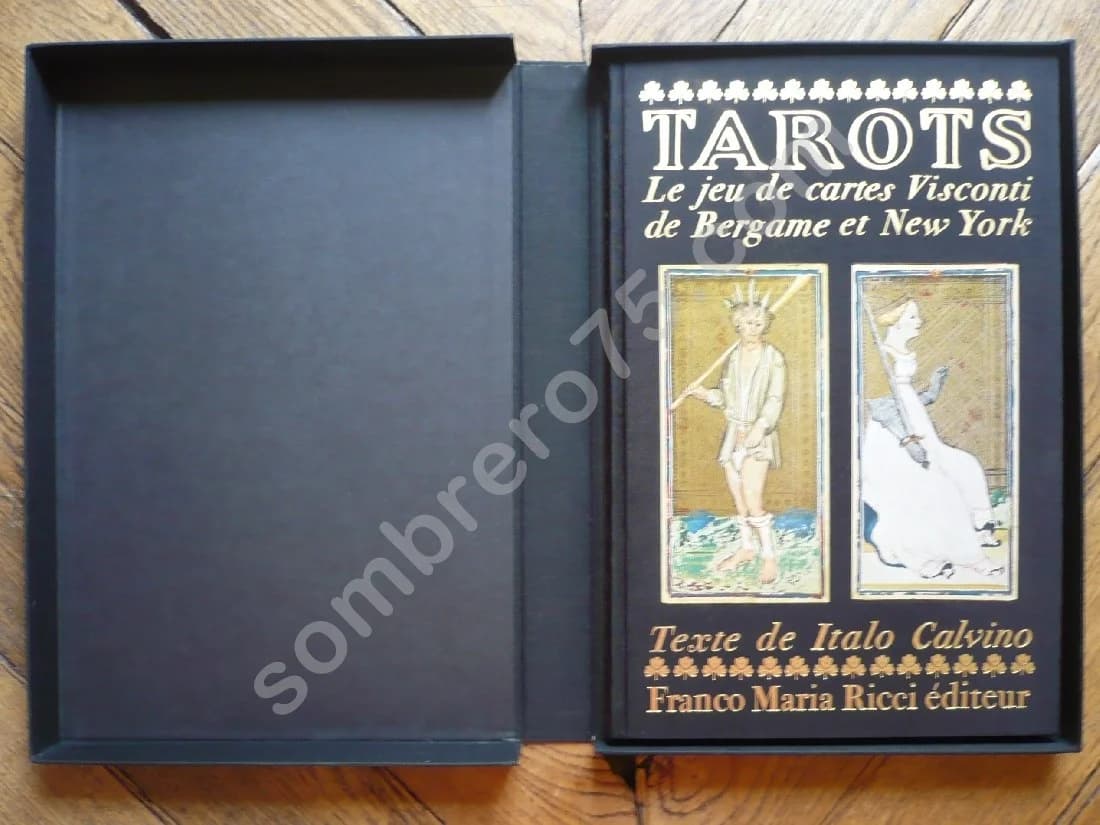 TAROTS
Le jeu de cartes Visconti
de Bergame et New York
Texte de Italo Calvino
Franco Maria Ricci éditeur
sombrero75.com